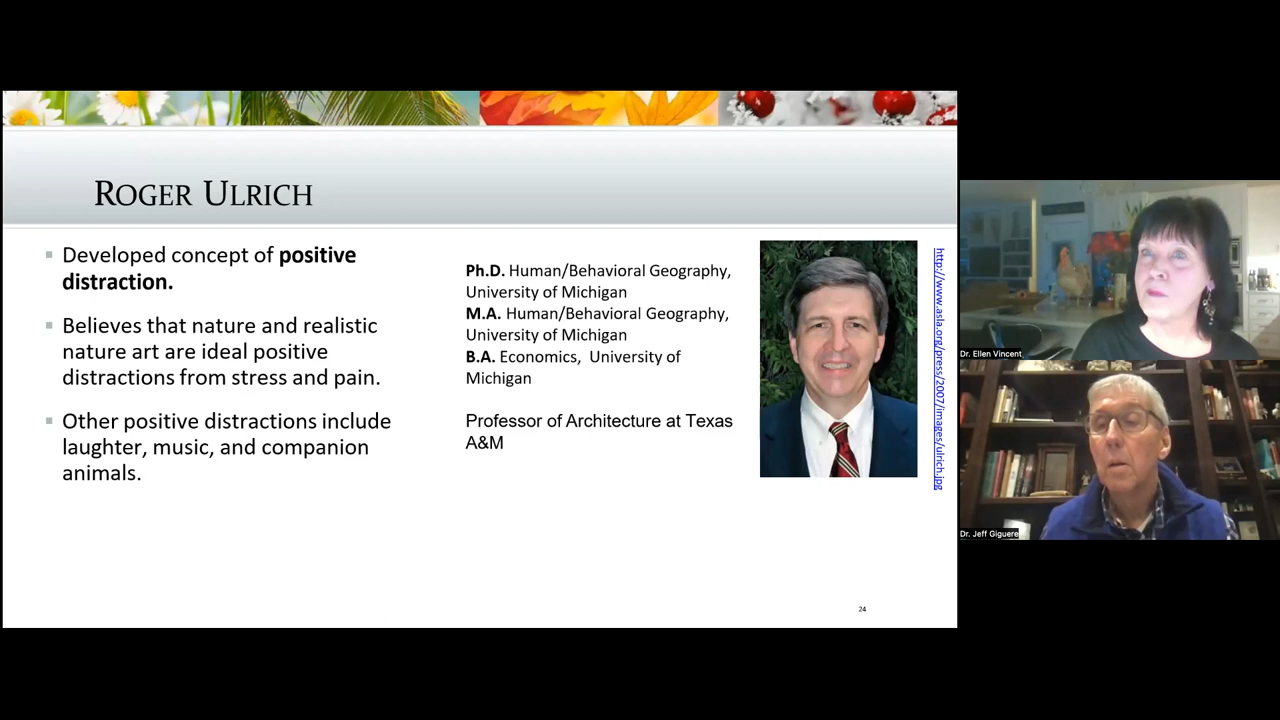 ROGER ULRICH
Developed concept of positive
distraction.
Believes that nature and realistic
nature art are ideal positive
distractions from stress and pain.
Other positive distractions include
laughter, music, and companion
animals.
Ph.D. Human/Behavioral Geography,
University of Michigan
M.A. Human/Behavioral Geography,
University of Michigan
B.A. Economics, University of
Michigan
Professor of Architecture at Texas
A&M
http://www.asla.org/press/2007/images/ulrich.jpg
24
Dr. Ellen Vincent
Dr. Jeff Giguere